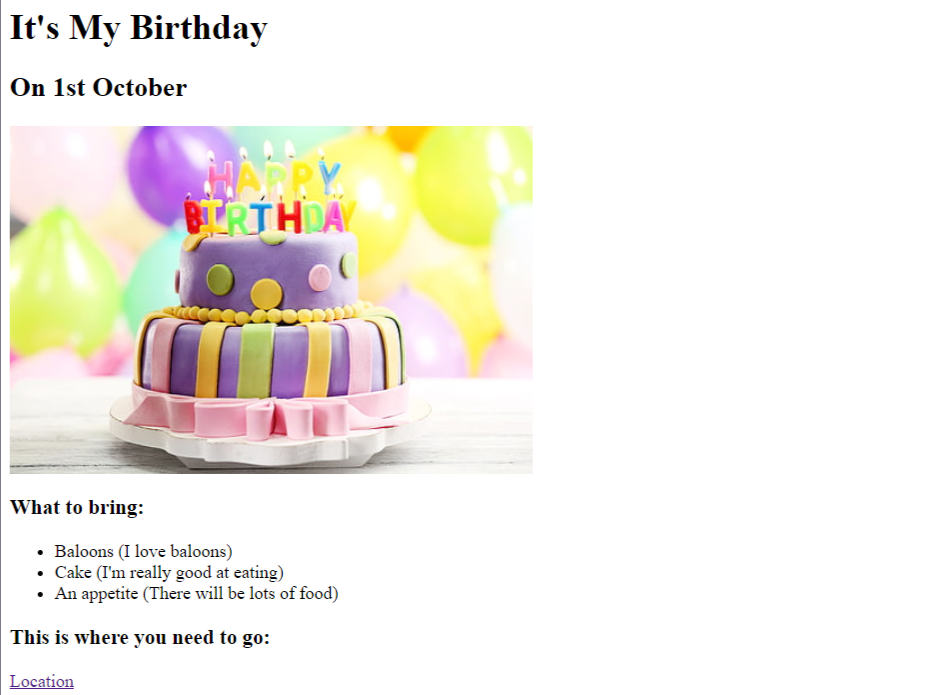 It's My Birthday
On 1st October
HAPPY
BIRTHDAY
What to bring:
Baloons (I love baloons)
Cake (I'm really good at eating)
An appetite (There will be lots of food)
This is where you need to go:
Location